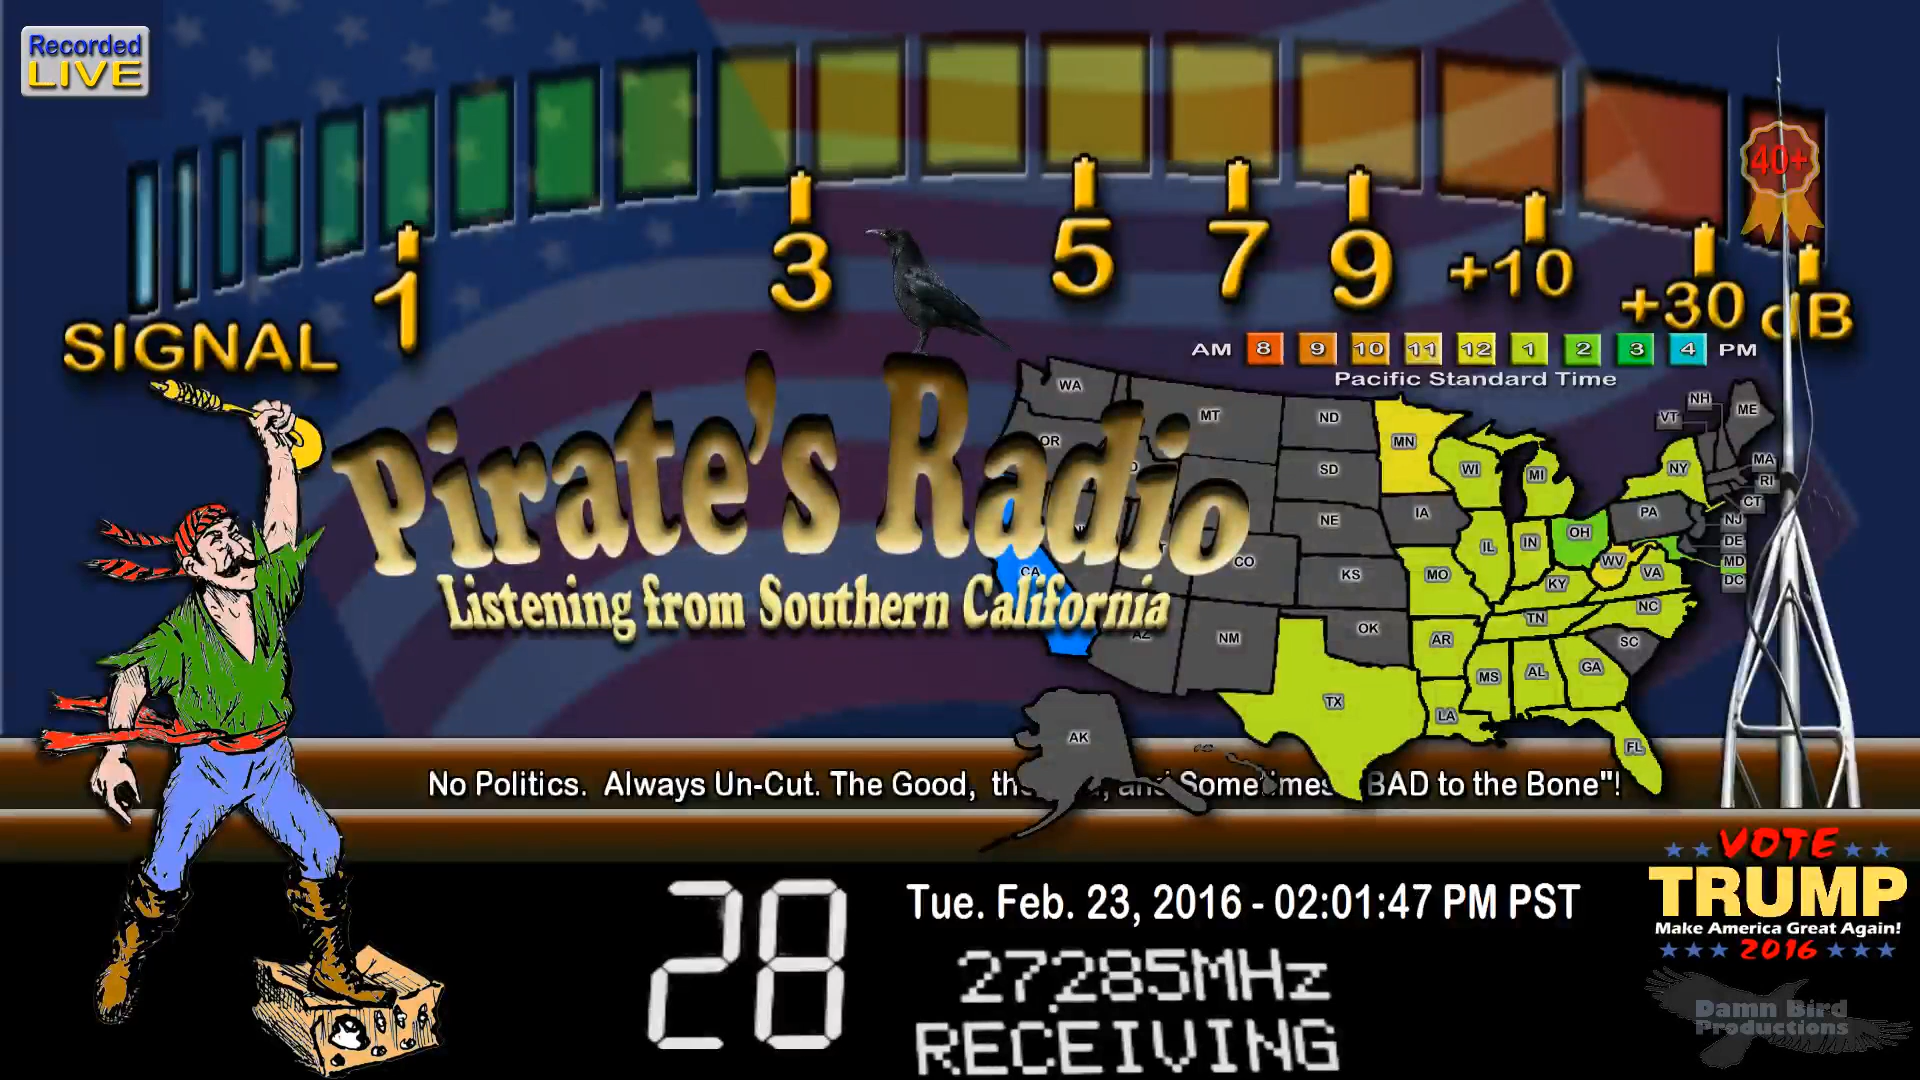 Recorded
LIVE
40+
1
3
5
7
9
+10
+30 dB
SIGNAL
AM 8 9 10 11 12 1 2 3 4 PM
Pacific Standard Time
Pirate's Radio
Listening from Southern California
WA
MT
ND
MN
OR
SD
WI
MI
NY
VT
NH
ME
MA
RI
CT
NJ
DE
MD
DC
NE
IA
PA
IL
IN
OH
CA
CO
KS
MO
KY
WV
VA
AZ
NM
OK
AR
TN
NC
SC
TX
LA
MS
AL
GA
FL
AK
No Politics. Always Un-Cut. The Good, Sometimes BAD to the Bone"!
28
Tue. Feb. 23, 2016 - 02:01:47 PM PST
27.285MHz
RECEIVING
VOTE
TRUMP
Make America Great Again!
2016
Damn Bird
Productions